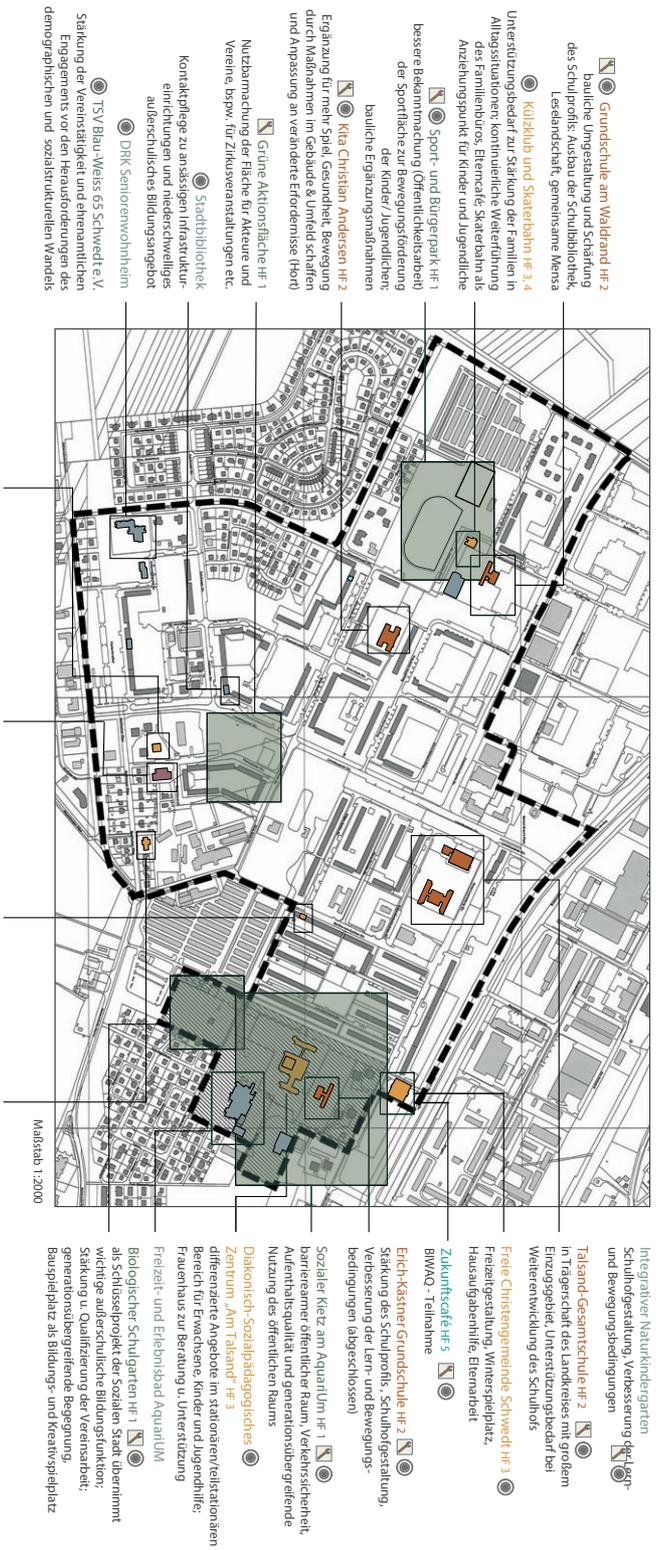 Grundschule am Waldrand HF 2
bauliche Umgestaltung und Schärfung
des Schulprofils: Ausbau der Schulbibliothek,
Leselandschaft, gemeinsame Mensa
Külzklub und Skaterbahn HF 3, 4
Unterstützungsbedarf zur Stärkung der Familien in
Alltagssituationen; kontinuierliche Weiterführung
des Familienbüros, Elterncafé; Skaterbahn als
Anziehungspunkt für Kinder und Jugendliche
Sport- und Bürgerpark HF 1
bessere Bekanntmachung (Öffentlichkeitsarbeit)
der Sportfläche zur Bewegungsförderung
der Kinder/ Jugendlichen;
bauliche Ergänzungsmaßnahmen
Kita Christian Andersen HF 2
Ergänzung für mehr Spiel, Gesundheit, Bewegung
durch Maßnahmen im Gebäude & Umfeld schaffen
und Anpassung an veränderte Erfordernisse (Hort)
Grüne Aktionsfläche HF 1
Nutzbarmachung der Fläche für Akteure und
Vereine, bspw. für Zirkusveranstaltungen etc.
Stadtbibliothek
Kontaktpflege zu ansässigen Infrastruktur-
einrichtungen und niederschwelliges
außerschulisches Bildungsangebot
DRK Seniorenwohnheim
TSV Blau-Weiss 65 Schwedt e.V.
Stärkung der Vereinstätigkeit und ehrenamtlichen
Engagements vor den Herausforderungen des
demographischen und sozialstrukturellen Wandels
Maßstab 1:2000
Integrativer Naturkindergarten
Schulhofgestaltung, Verbesserung der Lern-
und Bewegungsbedingungen
Talsand-Gesamtschule HF 2
in Trägerschaft des Landkreises mit großem
Einzugsgebiet, Unterstützungsbedarf bei
Weiterentwicklung des Schulhofs
Freie Christengemeinde Schwedt HF 3
Freizeitgestaltung, Winterspielplatz,
Hausaufgabenhilfe, Elternarbeit
Zukunftscafé HF 5
BIWAQ - Teilnahme
Erich-Kästner Grundschule HF 2
Stärkung des Schulprofils , Schulhofgestaltung,
Verbesserung der Lern- und Bewegungs-
bedingungen (abgeschlossen)
Sozialer Kietz am AquariUm HF 1
barrierearmer öffentlicher Raum, Verkehrssicherheit,
Aufenthaltsqualität und generationsübergreifende
Nutzung des öffentlichen Raums
Diakonisch-Sozialpädagogisches
Zentrum „Am Talsand" HF 3
differenzierte Angebote im stationären/teilstationären
Bereich für Erwachsene, Kinder und Jugendhilfe;
Frauenhaus zur Beratung u. Unterstützung
Freizeit- und Erlebnisbad AquariUM
Biologischer Schulgarten HF 1
als Schlüsselprojekt der Sozialen Stadt übernimmt
wichtige außerschulische Bildungsfunktion;
Stärkung u. Qualifizierung der Vereinsarbeit;
generationsübergreifende Begegnung,
Bauspielplatz als Bildungs- und Kreativspielplatz